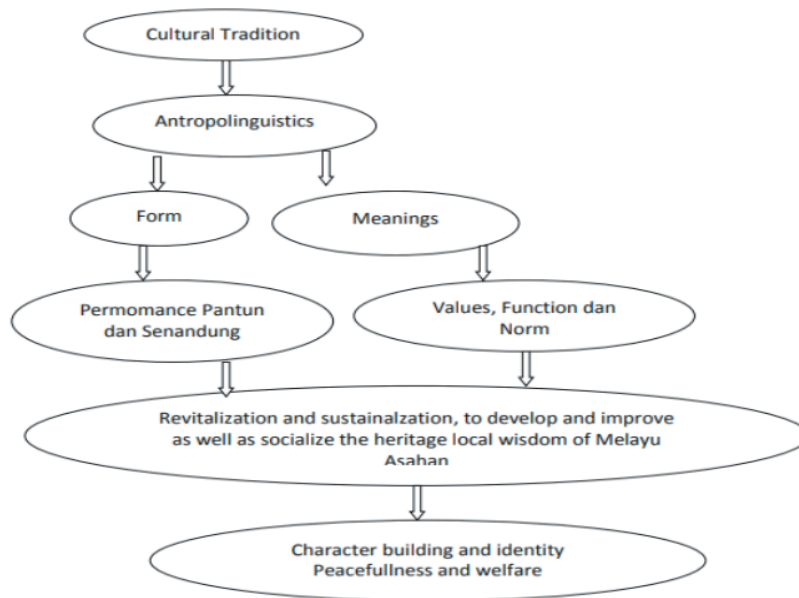 Cultural Tradition
Antropolinguistics
Form
Meanings
Permomance Pantun
dan Senandung
Values, Function dan
Norm
Revitalization and sustainalzation, to develop and improve
as well as socialize the heritage local wisdom of Melayu
Asahan
Character building and identity
Peacefullness and welfare